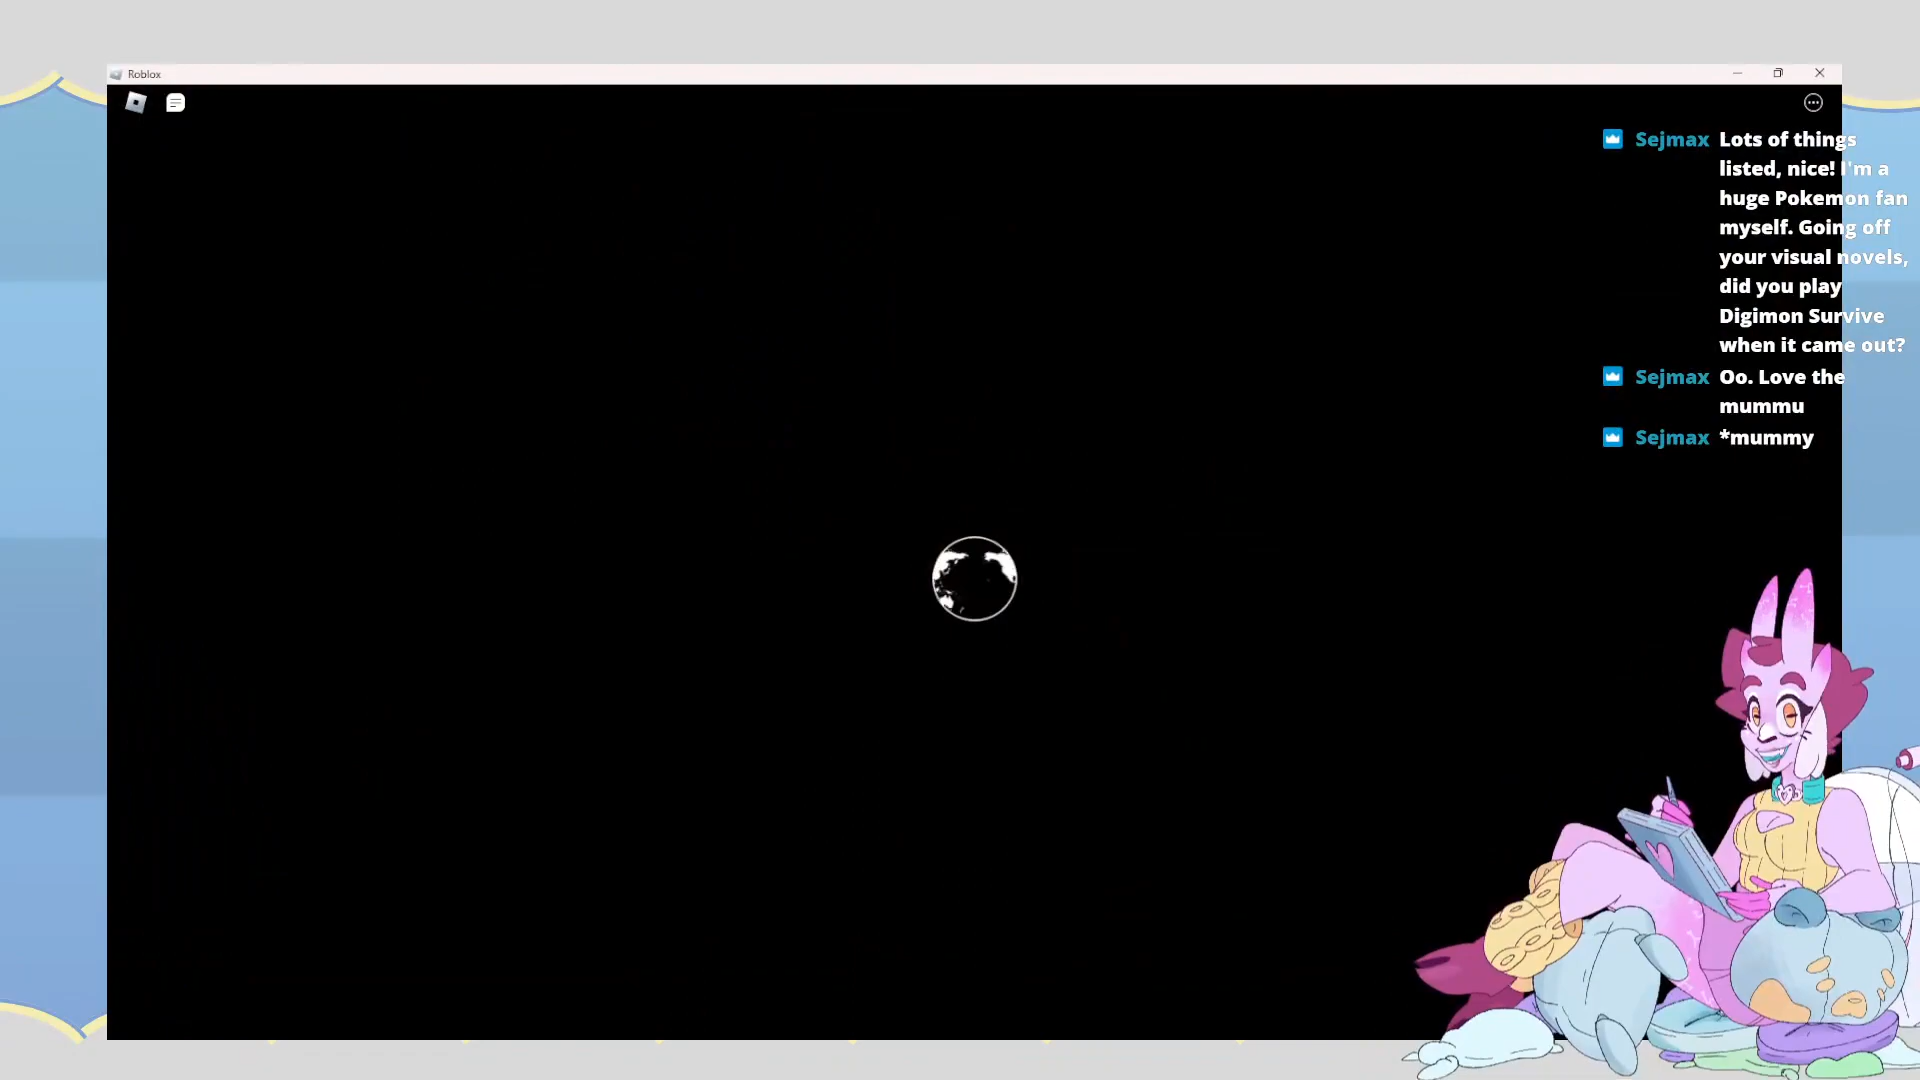 Roblox
Sejmax Lots of things
listed, nice! I'm a
huge Pokemon fan
myself. Going off
your visual novels,
did you play
Digimon Survive
when it came out?
Sejmax Oo. Love the
mummu
Sejmax *mummy